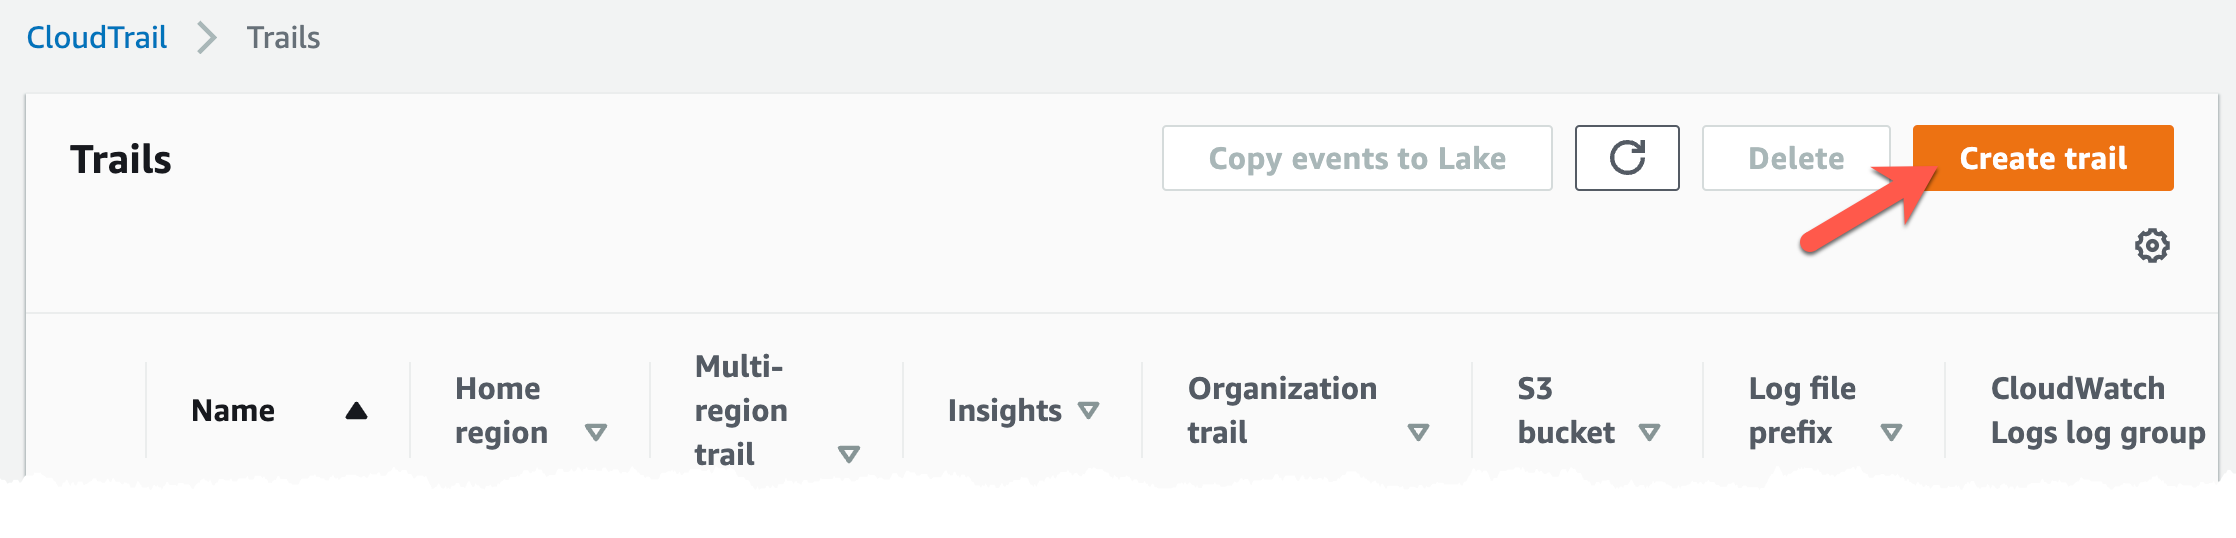 CloudTrail Trails
Trails
Copy events to Lake
Delete
Create trail
Name
Home
region
Multi-
region
trail
Insights
Organization
trail
S3
bucket
Log file
prefix
CloudWatch
Logs log group